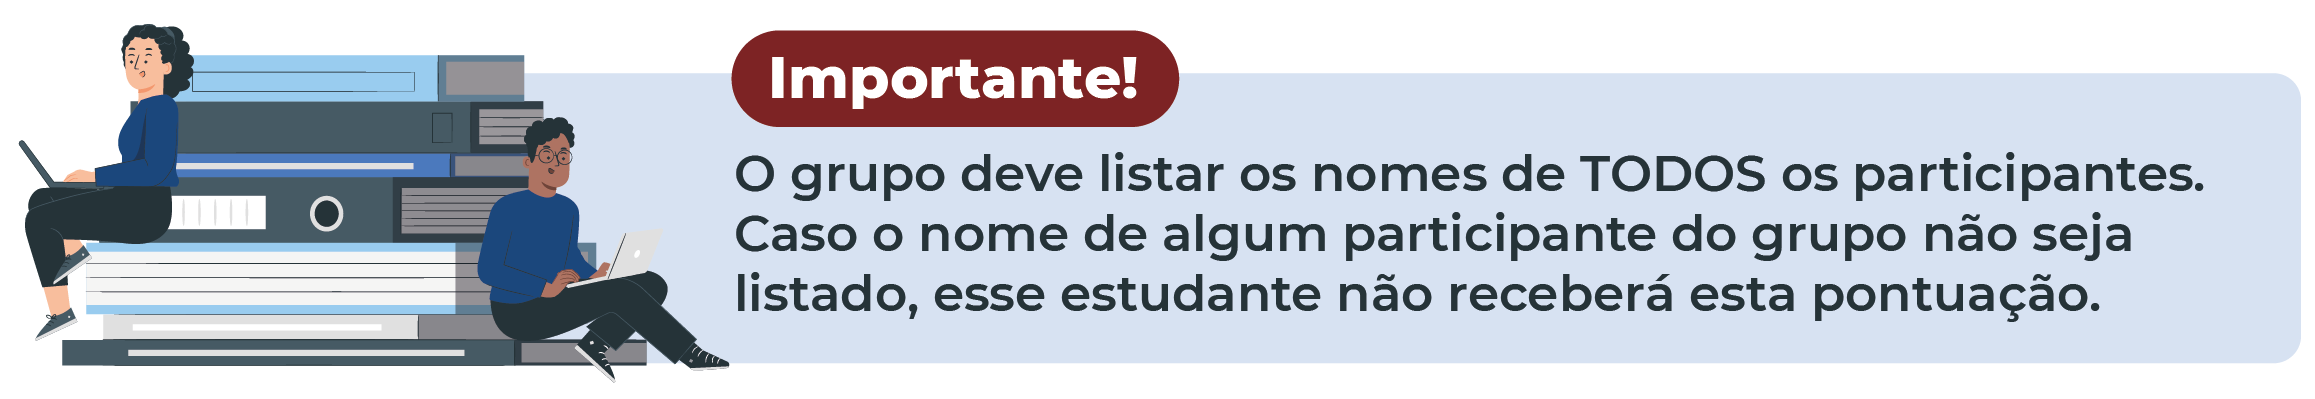 Importante!
O grupo deve listar os nomes de TODOS os participantes.
Caso o nome de algum participante do grupo não seja
listado, esse estudante não receberá esta pontuação.